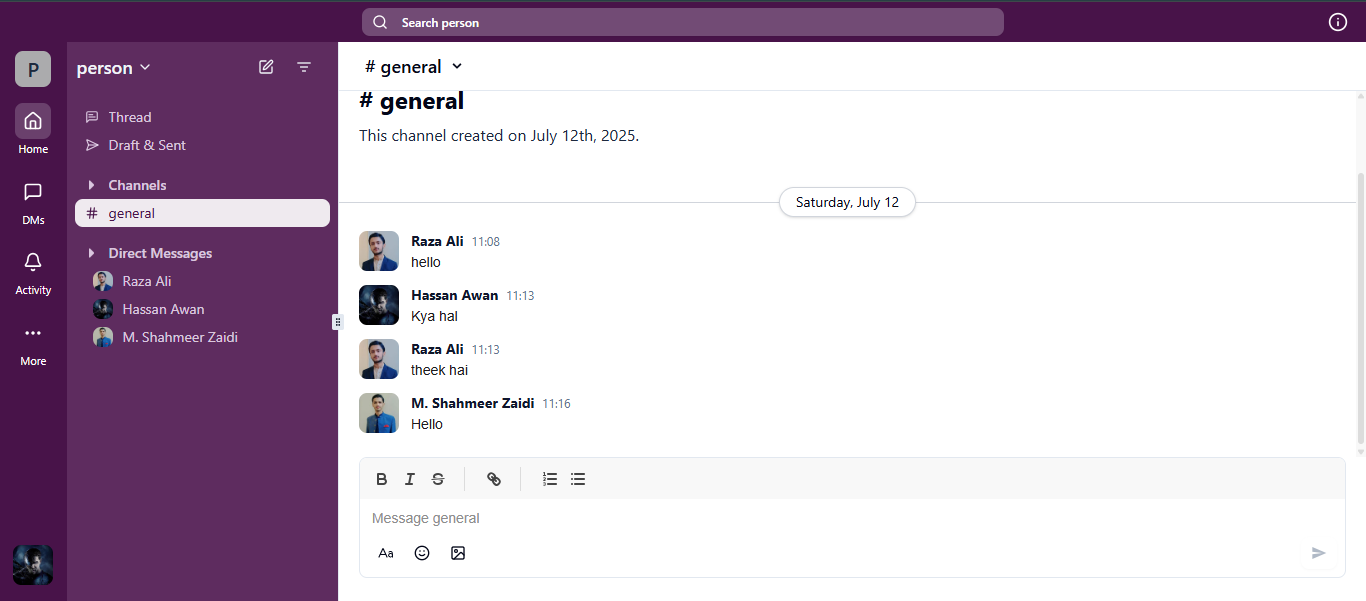 Search person
P
person
Home
DMs
Activity
More
Thread
Draft & Sent
Channels
# general
Direct Messages
Raza Ali
Hassan Awan
M. Shahmeer Zaidi
# general
# general
This channel created on July 12th, 2025.
Saturday, July 12
Raza Ali 11:08
hello
Hassan Awan 11:13
Kya hal
Raza Ali 11:13
theek hai
M. Shahmeer Zaidi 11:16
Hello
B I S
Message general
Aa